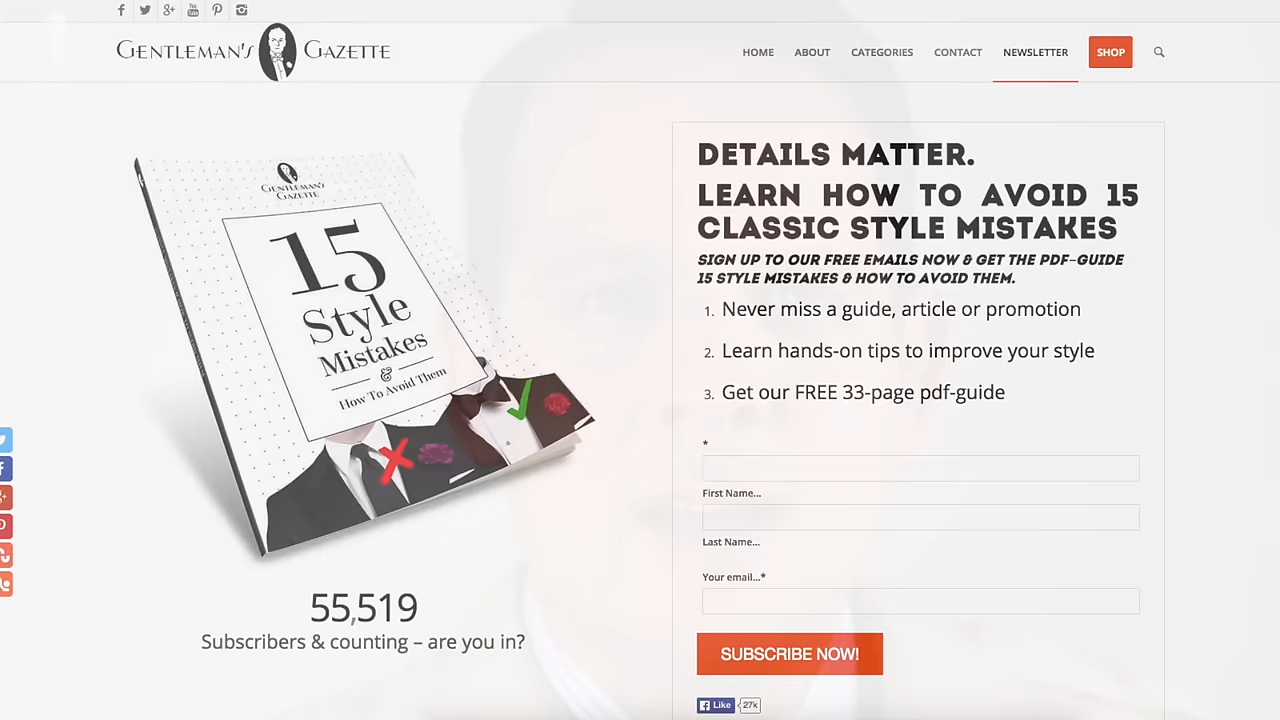 GENTLEMAN'S GAZETTE
HOME ABOUT CATEGORIES CONTACT NEWSLETTER SHOP
GENTLEMAN'S
GAZETTE
15
Style
Mistakes
&
How To Avoid Them
55,519
Subscribers & counting – are you in?
DETAILS MATTER.
LEARN HOW TO AVOID 15
CLASSIC STYLE MISTAKES
SIGN UP TO OUR FREE EMAILS NOW & GET THE PDF-GUIDE
15 STYLE MISTAKES & HOW TO AVOID THEM.
1. Never miss a guide, article or promotion
2. Learn hands-on tips to improve your style
3. Get our FREE 33-page pdf-guide
*
First Name...
Last Name...
Your email...*
SUBSCRIBE NOW!
Like 27k